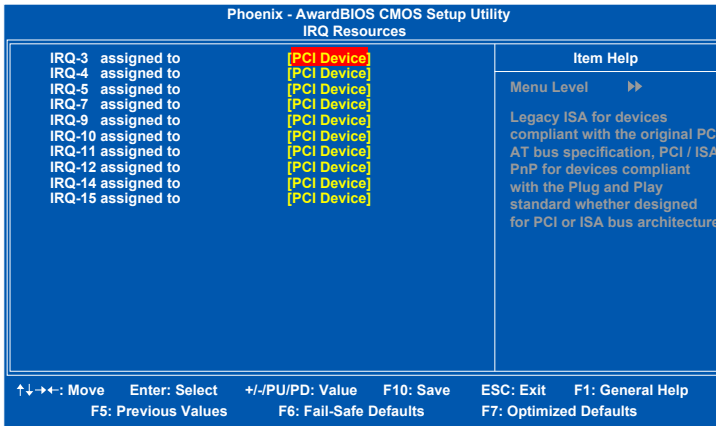 Phoenix - AwardBIOS CMOS Setup Utility
IRQ Resources
IRQ-3 assigned to [PCI Device]
IRQ-4 assigned to [PCI Device]
IRQ-5 assigned to [PCI Device]
IRQ-7 assigned to [PCI Device]
IRQ-9 assigned to [PCI Device]
IRQ-10 assigned to [PCI Device]
IRQ-11 assigned to [PCI Device]
IRQ-12 assigned to [PCI Device]
IRQ-14 assigned to [PCI Device]
IRQ-15 assigned to [PCI Device]
Item Help
Menu Level ▶▶
Legacy ISA for devices
compliant with the original PC
AT bus specification, PCI / ISA
PnP for devices compliant
with the Plug and Play
standard whether designed
for PCI or ISA bus architecture
↑↓→←: Move Enter: Select +/-/PU/PD: Value F10: Save ESC: Exit F1: General Help
F5: Previous Values F6: Fail-Safe Defaults F7: Optimized Defaults